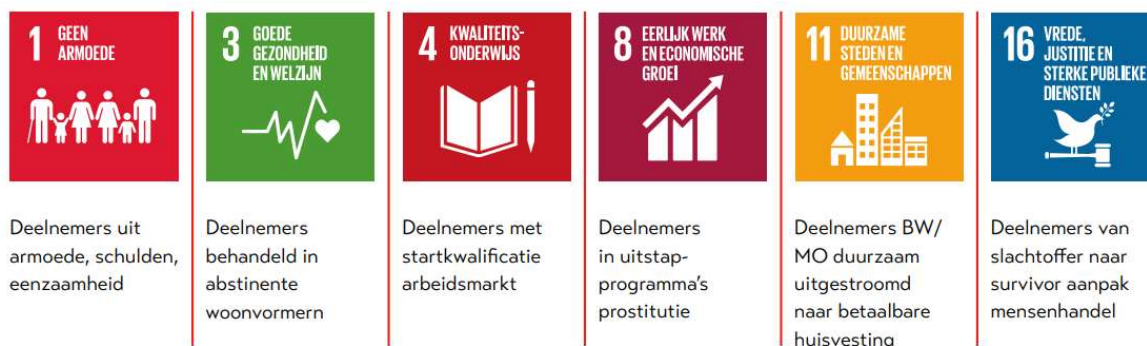 1 GEEN
ARMOEDE
3 GOEDE
GEZONDHEID
EN WELZIJN
4 KWALITEITS-
ONDERWIJS
8 EERLIJK WERK
EN ECONOMISCHE
GROEI
11 DUURZAME
STEDEN EN
GEMEENSCHAPPEN
16 VREDE,
JUSTITIE EN
STERKE PUBLIEKE
DIENSTEN
Deelnemers uit
armoede, schulden,
eenzaamheid
Deelnemers
behandeld in
abstinente
woonvormern
Deelnemers met
startkwalificatie
arbeidsmarkt
Deelnemers
in uitstap-
programma's
prostitutie
Deelnemers BW/
MO duurzaam
uitgestroomd
naar betaalbare
huisvesting
Deelnemers van
slachtoffer naar
survivor aanpak
mensenhandel